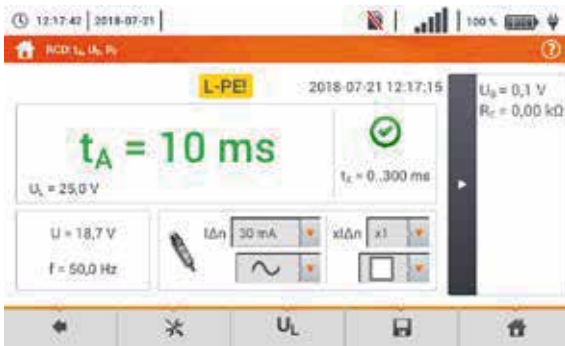 12:17:42 | 2018-07-21
100 %
RCD: tA, UB, RE
L-PE!
2018-07-21 12:17:15
tA = 10 ms
UL = 25,0 V
tA = 0..300 ms
UB = 0,1 V
RE = 0,00 kΩ
U = 18,7 V
f = 50,0 Hz
IΔn 30 mA
xIΔn x1
UL